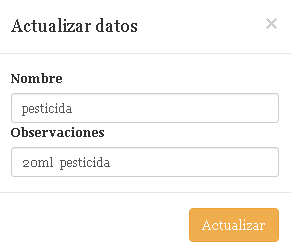 Actualizar datos ×
Nombre
pesticida
Observaciones
20ml pesticida
Actualizar